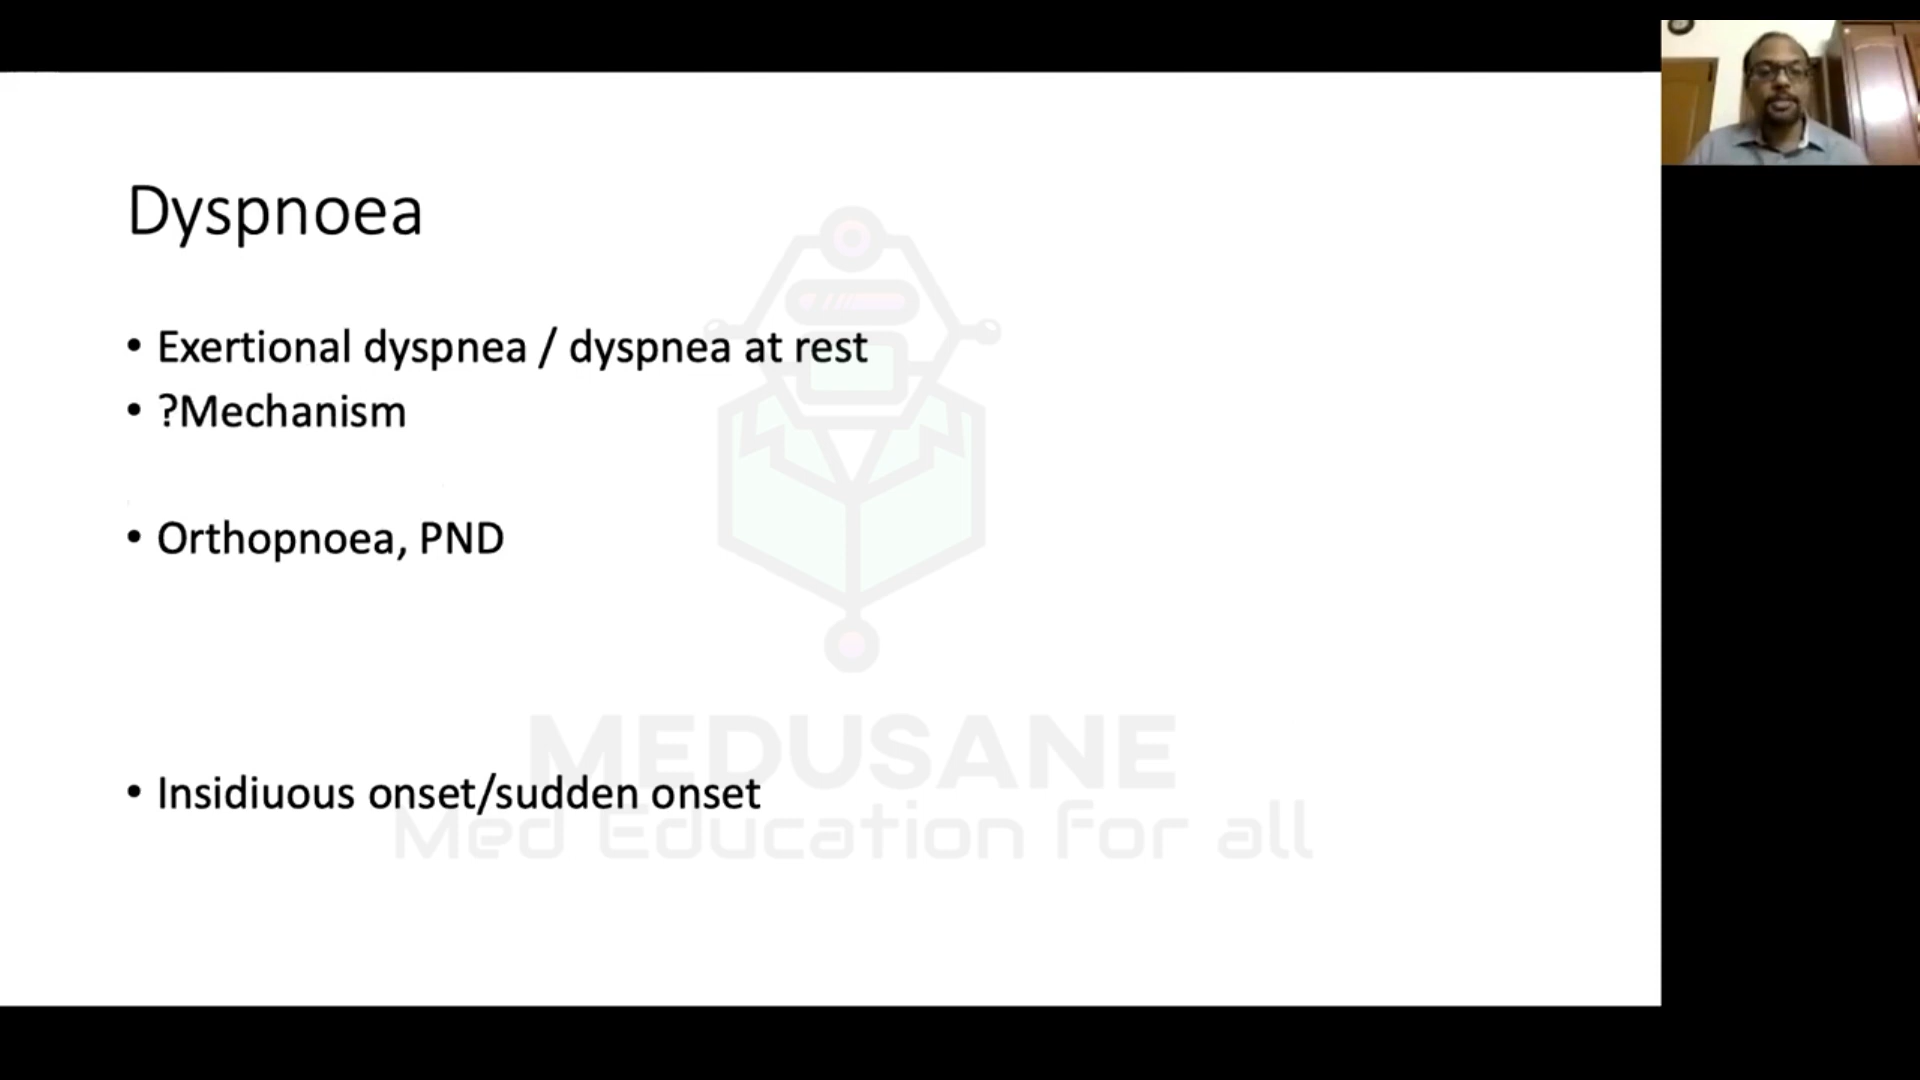 Dyspnoea
• Exertional dyspnea / dyspnea at rest
• ?Mechanism
• Orthopnoea, PND
• Insidiuous onset/sudden onset
MEDUSANE
Med Education for all